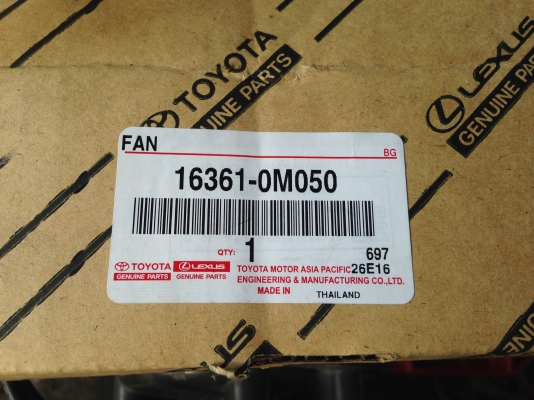 TOYOTA
GENUINE PARTS
LEXUS
GENUINE PARTS
FAN
BG
16361-0M050
QTY: 1
697
26E16
TOYOTA
GENUINE PARTS
LEXUS
GENUINE PARTS
TOYOTA MOTOR ASIA PACIFIC
ENGINEERING & MANUFACTURING CO.,LTD.
MADE IN THAILAND